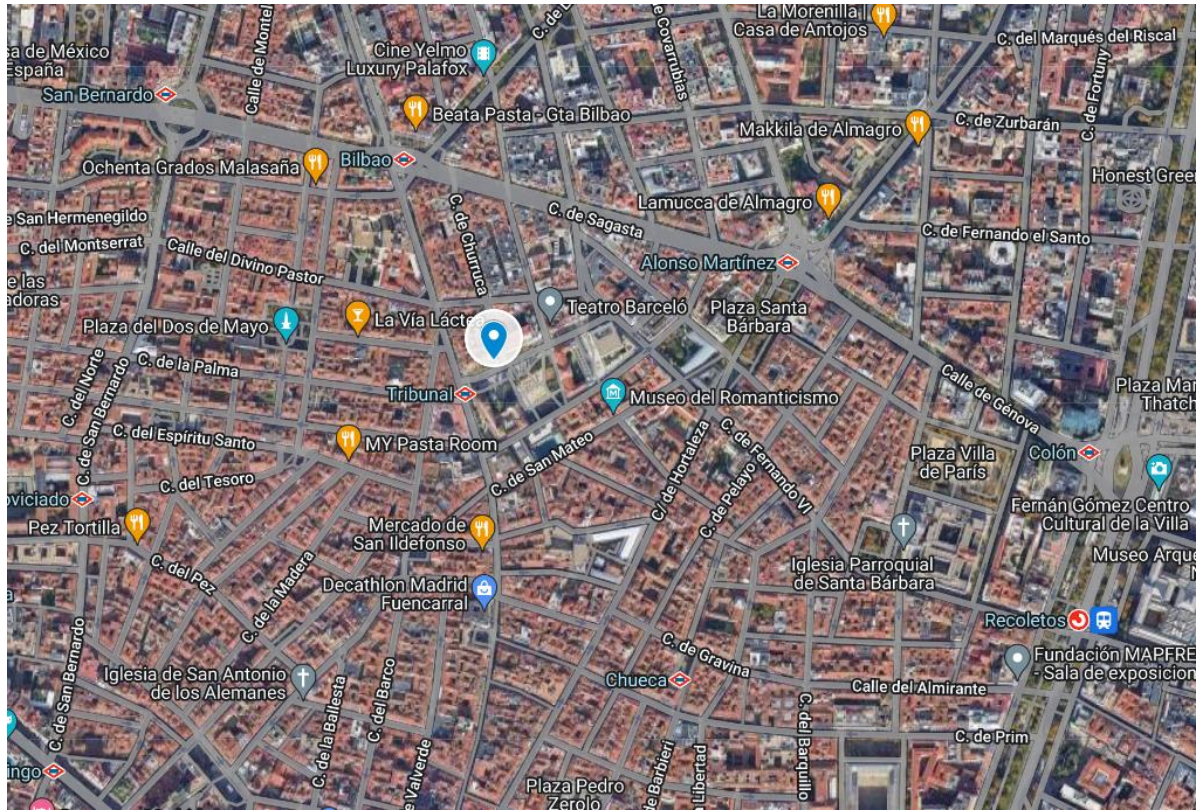 La Morenilla |
Casa de Antojos
C. del Marqués del Riscal
sa de México
España
Calle de Montel
Cine Yelmo
Luxury Palafox
C. de Covarrubias
C. de Fortuny
San Bernardo
Beata Pasta - Gta Bilbao
Makkila de Almagro
C. de Zurbarán
Ochenta Grados Malasaña
Bilbao
Honest Green
e San Hermenegildo
C. del Montserrat
C. de Churruca
C. de Sagasta
Lamucca de Almagro
C. de Fernando el Santo
Calle del Divino Pastor
Alonso Martínez
e las
adoras
Plaza del Dos de Mayo
La Vía Lácte
Teatro Barceló
Plaza Santa
Bárbara
C. del Norte
C. de San Bernardo
C. de la Palma
Tribunal
Museo del Romanticismo
Calle de Génova
Plaza Mar
Thatch
C. del Espíritu Santo
MY Pasta Room
C. de San Mateo
C/ de Hortaleza
C. de Pelayo
C. de Fernando VI
Plaza Villa
de París
Colón
C. del Tesoro
oviciado
Pez Tortilla
Mercado de
San Ildefonso
Fernán Gómez Centro
Cultural de la Villa
C. del Pez
C. de la Madera
Decathlon Madrid
Fuencarral
Iglesia Parroquial
de Santa Bárbara
Museo Arque
N
Recoletos
C. de San Bernardo
Iglesia de San Antonio
de los Alemanes
C. de la Ballesta
C. del Barco
C. de Gravina
Chueca
Calle del Almirante
Fundación MAPFRE
- Sala de exposicion
C. de Valverde
C. de Barbieri
Libertad
C. del Barquillo
C. de Prim
ingo
Plaza Pedro
Zerolo